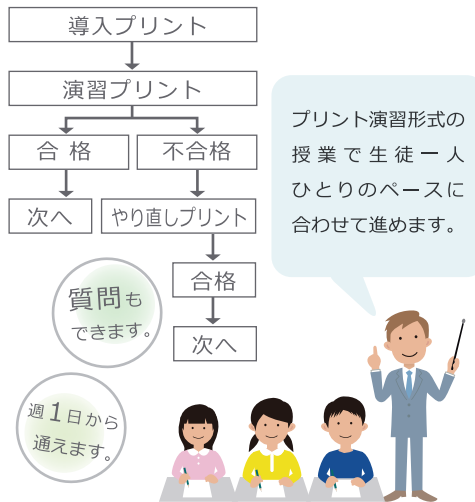 導入プリント
演習プリント
合格
不合格
次へ
やり直しプリント
合格
次へ
質問も
できます。
週1日から
通えます。
プリント演習形式の
授業で生徒一人
ひとりのペースに
合わせて進めます。